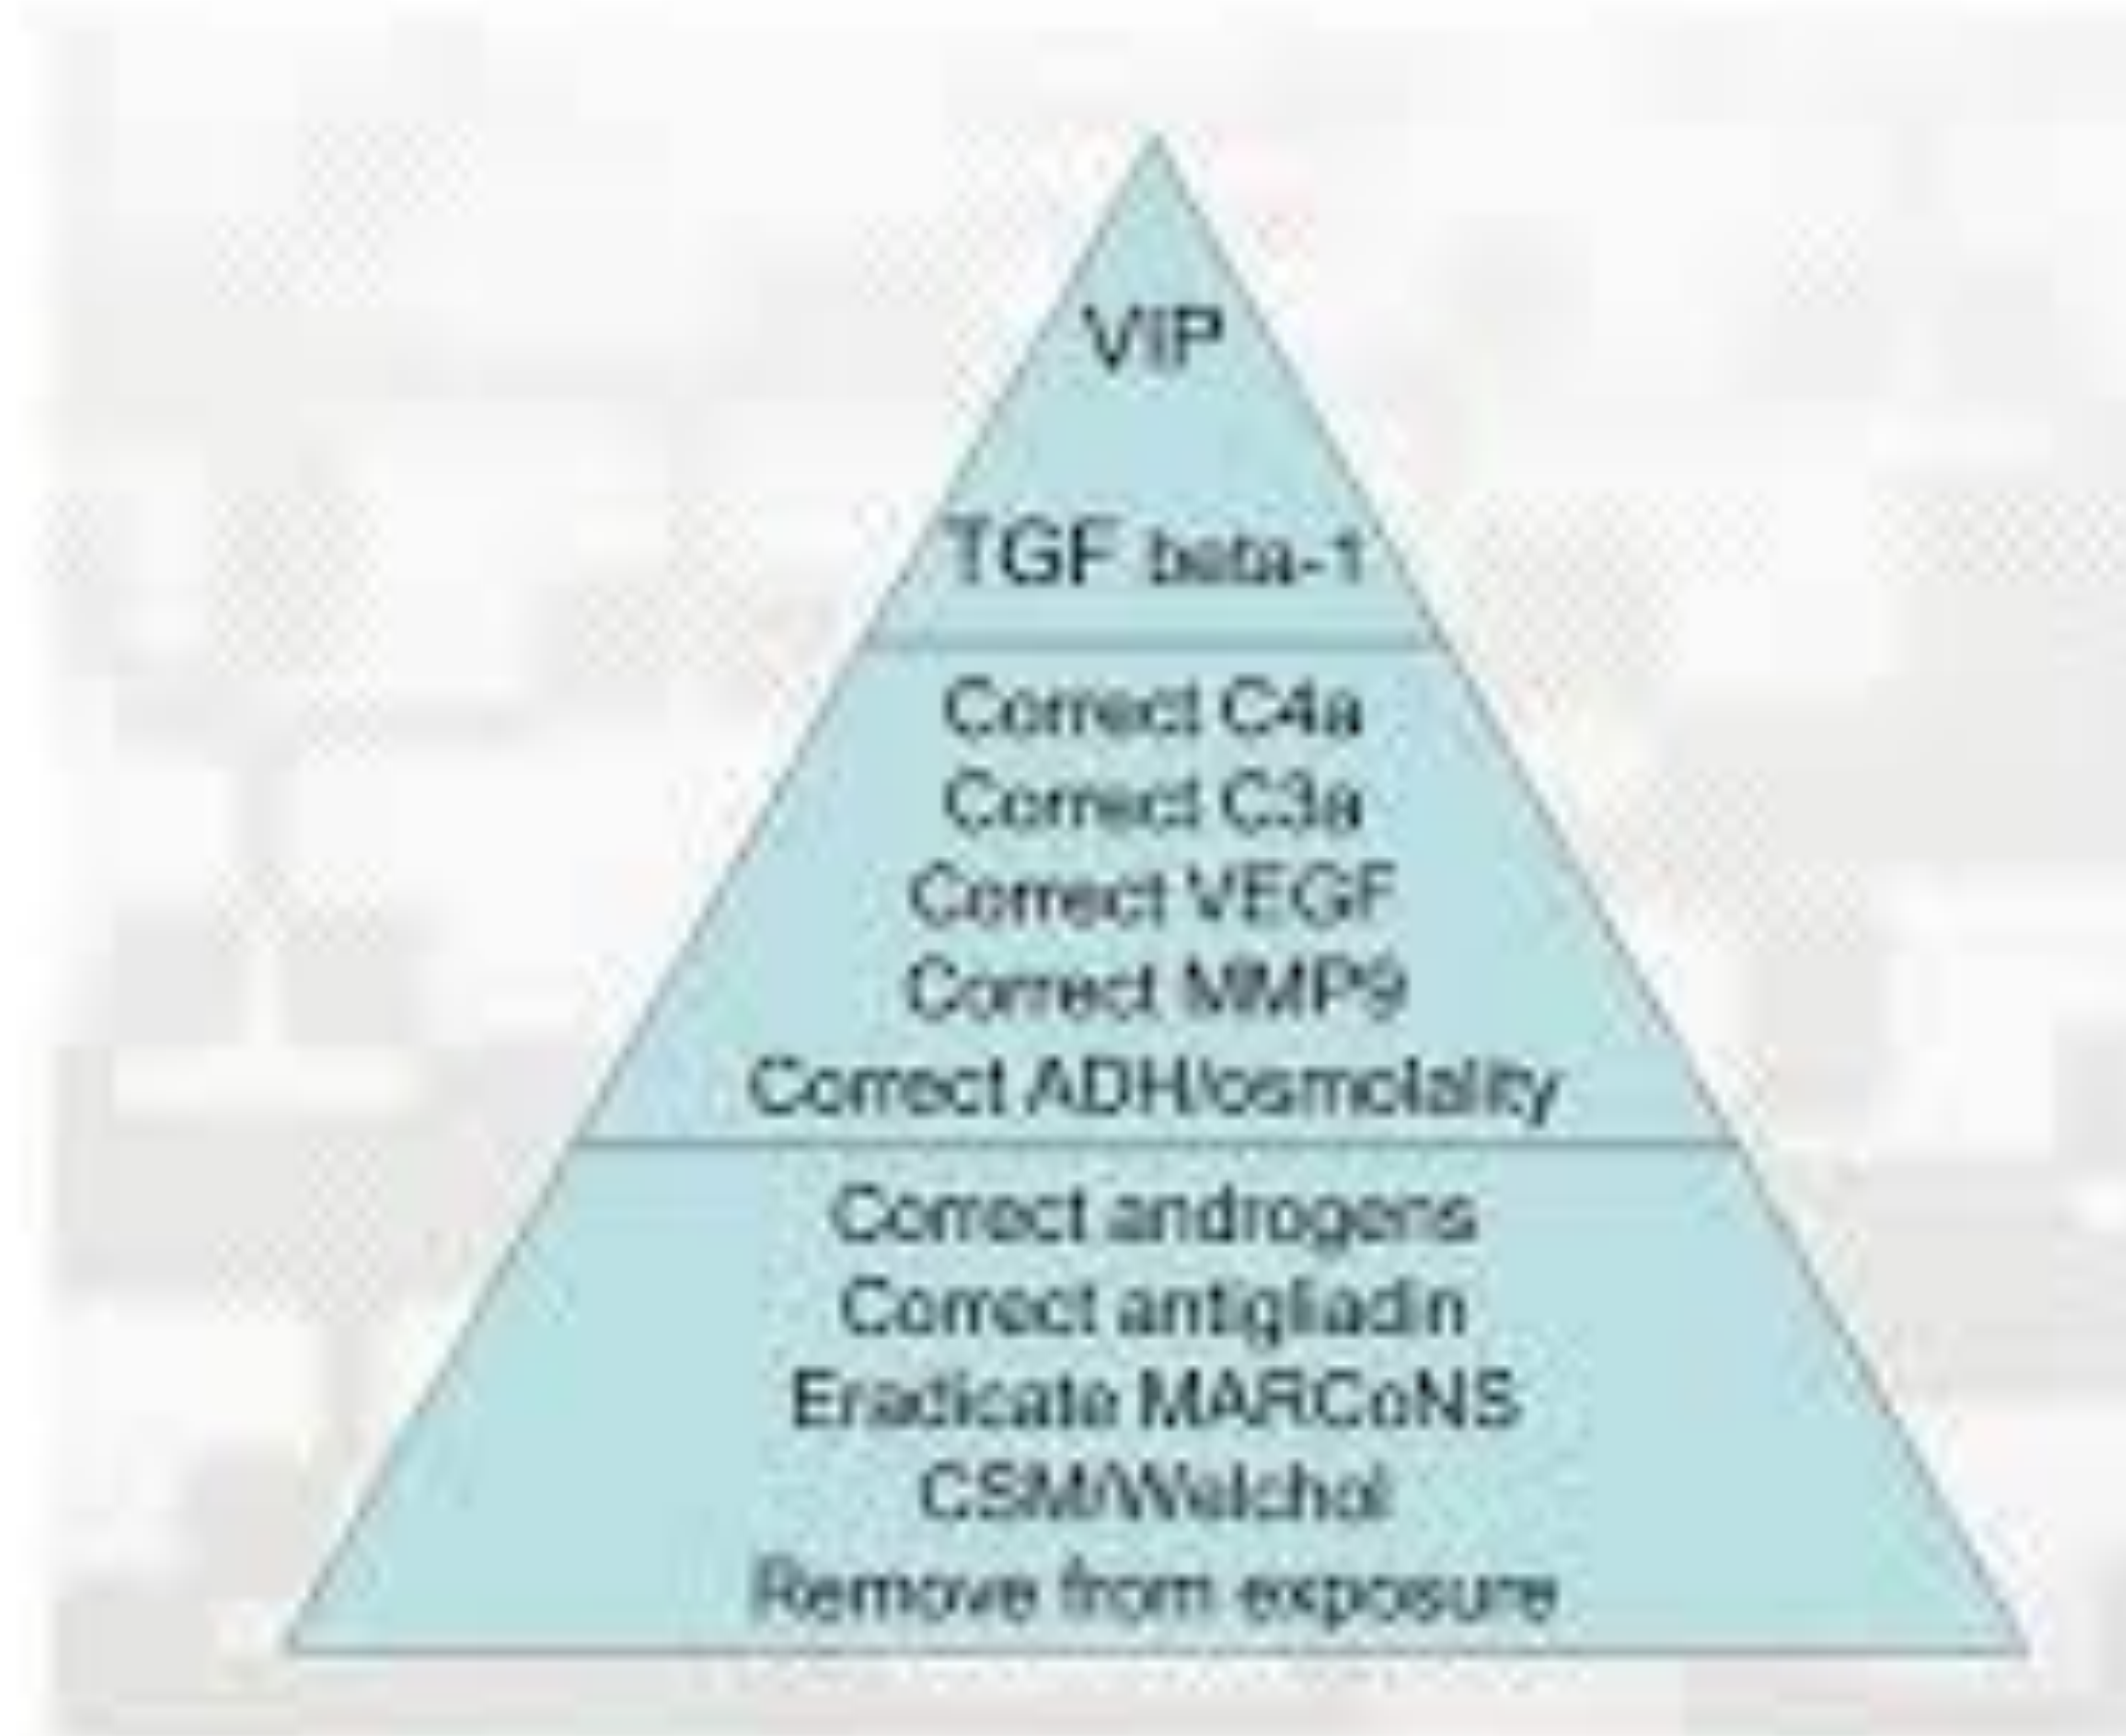 VIP
TGF beta-1
Correct C4a
Correct C3a
Correct VEGF
Correct MMP9
Correct ADH/osmolality
Correct androgens
Correct antigliadin
Eradicate MARCoNS
CSM/Welchol
Remove from exposure